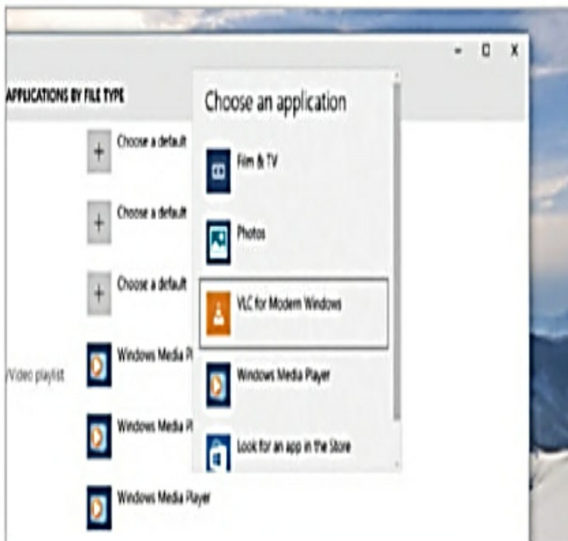 APPLICATIONS BY FILE TYPE
Choose an application
Choose a default
Film & TV
Choose a default
Photos
Choose a default
VLC for Modern Windows
Windows Media Pl
/Video playlist
Windows Media Player
Windows Media Pl
Look for an app in the Store
Windows Media Player